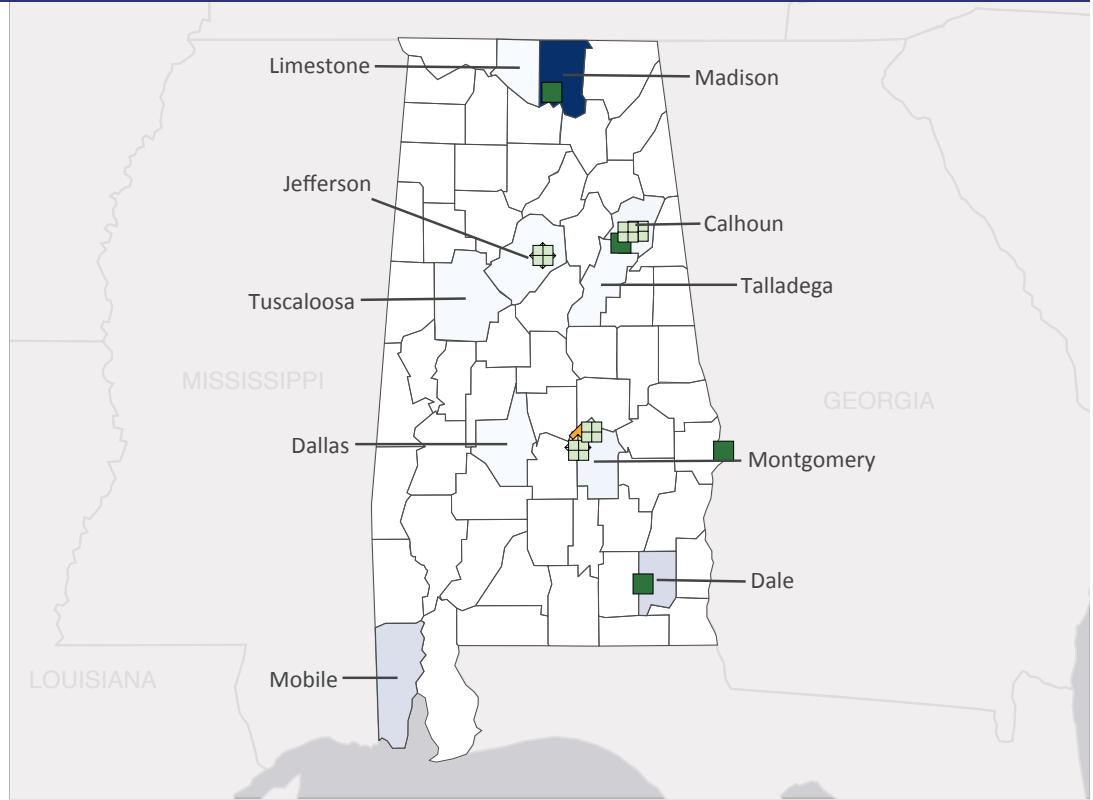 Limestone
Madison
Jefferson
Calhoun
Talladega
Tuscaloosa
MISSISSIPPI
GEORGIA
Dallas
Montgomery
Dale
LOUISIANA
Mobile